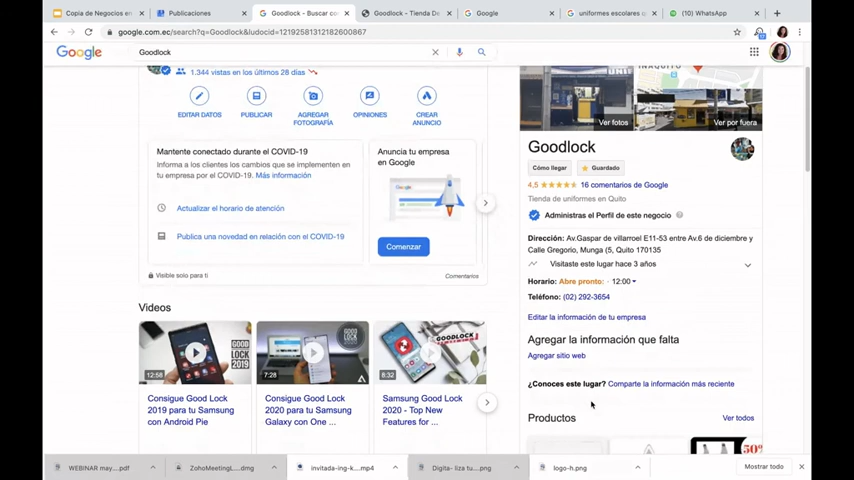 Copia de Negocios en
Publicaciones
Goodlock - Buscar con
Goodlock – Tienda De
Google
uniformes escolares
(10) WhatsApp
google.com.ec/search?q=Goodlock&ludocid=12192581312182600867
Google
Goodlock
1.344 vistas en los últimos 28 días
EDITAR DATOS
PUBLICAR
AGREGAR
FOTOGRAFÍA
OPINIONES
CREAR
ANUNCIO
Mantente conectado durante el COVID-19
Informa a los clientes los cambios que se implementen en
tu empresa por el COVID-19. Más información
Actualizar el horario de atención
Publica una novedad en relación con el COVID-19
Anuncia tu empresa
en Google
Comenzar
Visible solo para ti
Comentarios
Videos
12:58
GOOD
LOCK
2019
7:28
GOOD
LOCK
2020
8:32
Consigue Good Lock
2019 para tu Samsung
con Android Pie
Consigue Good Lock
2020 para tu Samsung
Galaxy con One ...
Samsung Good Lock
2020 - Top New
Features for ...
IÑAQUITO
Ver fotos
Ver por fuera
Goodlock
Cómo llegar
Guardado
4,5
16 comentarios de Google
Tienda de uniformes en Quito
Administras el Perfil de este negocio
Dirección: Av.Gaspar de villarroel E11-53 entre Av.6 de diciembre y
Calle Gregorio, Munga (5, Quito 170135
Visitaste este lugar hace 3 años
Horario: Abre pronto: · 12:00
Teléfono: (02) 292-3654
Editar la información de tu empresa
Agregar la información que falta
Agregar sitio web
¿Conoces este lugar? Comparte la información más reciente
Productos
Ver todos
50%
WEBINAR may....pdf
ZohoMeetingL....dmg
invitada-ing-k....mp4
Digita- liza tu....png
logo-h.png
Mostrar todo